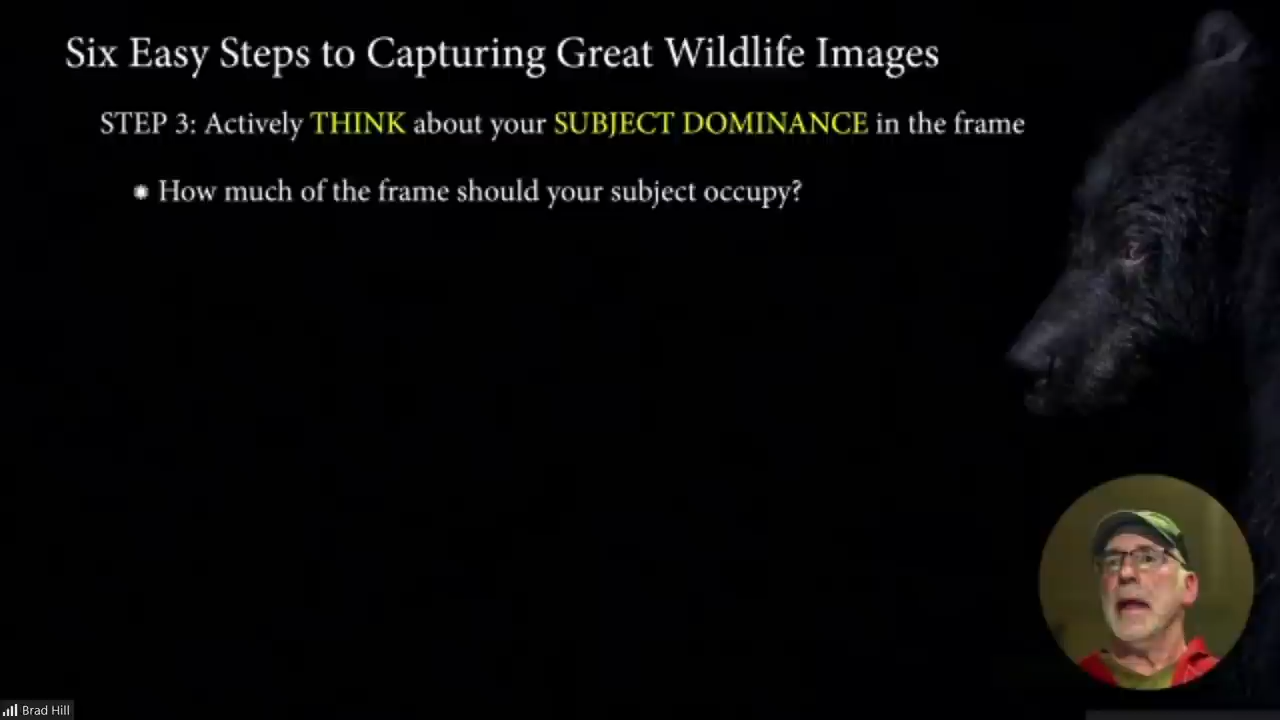 Six Easy Steps to Capturing Great Wildlife Images
STEP 3: Actively THINK about your SUBJECT DOMINANCE in the frame
How much of the frame should your subject occupy?
Brad Hill